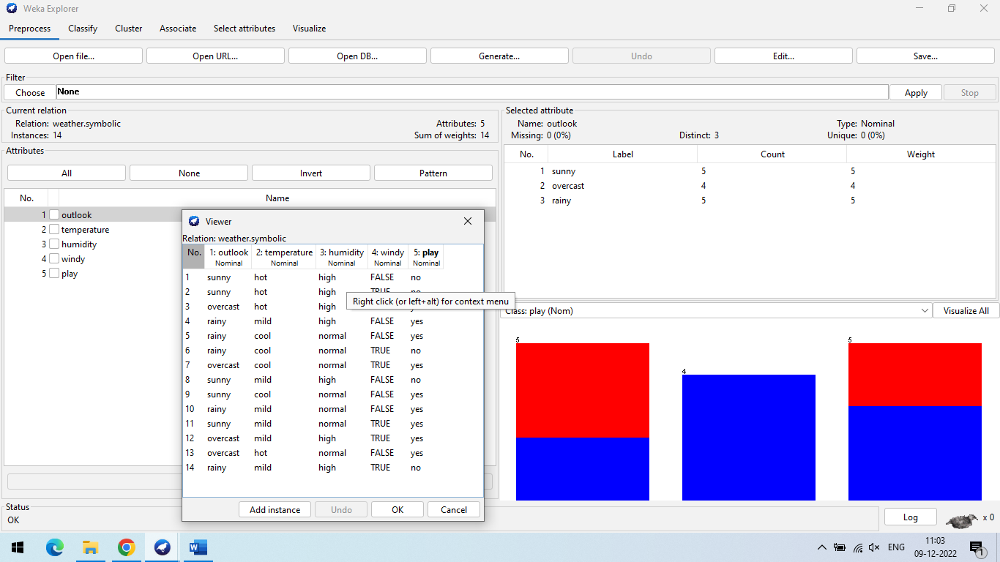 Weka Explorer
Preprocess Classify Cluster Associate Select attributes Visualize
Open file... Open URL... Open DB... Generate... Undo Edit... Save...
Filter
Choose None Apply Stop
Current relation
Relation: weather.symbolic Attributes: 5
Instances: 14 Sum of weights: 14
Attributes
All None Invert Pattern
No. Name
1 outlook
2 temperature
3 humidity
4 windy
5 play
Selected attribute
Name: outlook Type: Nominal
Missing: 0 (0%) Distinct: 3 Unique: 0 (0%)
No. Label Count Weight
1 sunny 5 5
2 overcast 4 4
3 rainy 5 5
Class: play (Nom) Visualize All
5 4 5
Viewer
Relation: weather.symbolic
No. 1: outlook 2: temperature 3: humidity 4: windy 5: play
Nominal Nominal Nominal Nominal Nominal
1 sunny hot high FALSE no
2 sunny hot high
Right click (or left+alt) for context menu
3 overcast hot high
4 rainy mild high FALSE yes
5 rainy cool normal FALSE yes
6 rainy cool normal TRUE no
7 overcast cool normal TRUE yes
8 sunny mild high FALSE no
9 sunny cool normal FALSE yes
10 rainy mild normal FALSE yes
11 sunny mild normal TRUE yes
12 overcast mild high TRUE yes
13 overcast hot normal FALSE yes
14 rainy mild high TRUE no
Add instance Undo OK Cancel
Status
OK
Log x 0
ENG 11:03
09-12-2022
1